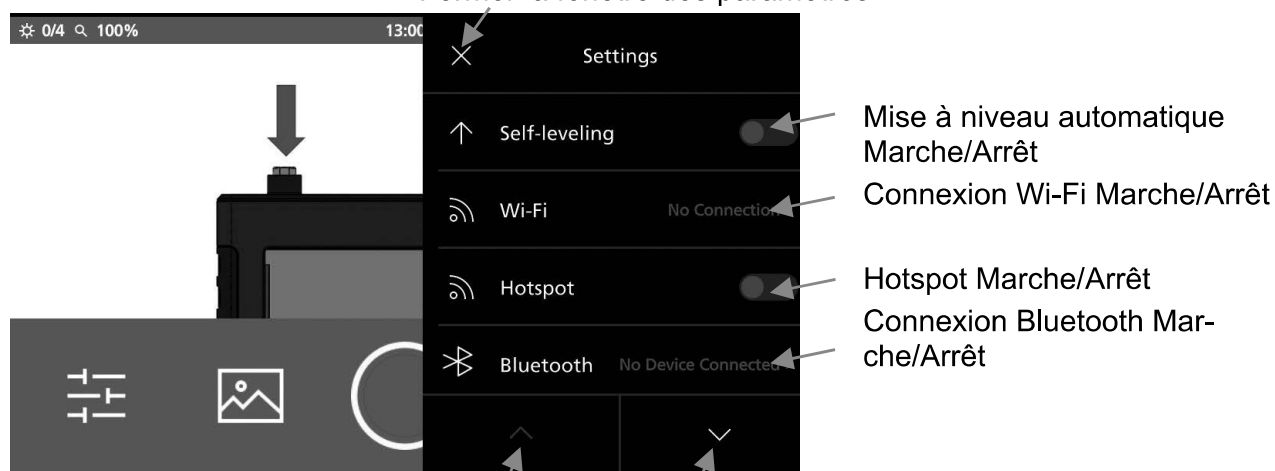 0/4 100% 13:00
Settings
Self-leveling
Mise à niveau automatique
Marche/Arrêt
Wi-Fi No Connection
Connexion Wi-Fi Marche/Arrêt
Hotspot
Hotspot Marche/Arrêt
Bluetooth No Device Connected
Connexion Bluetooth Mar-
che/Arrêt